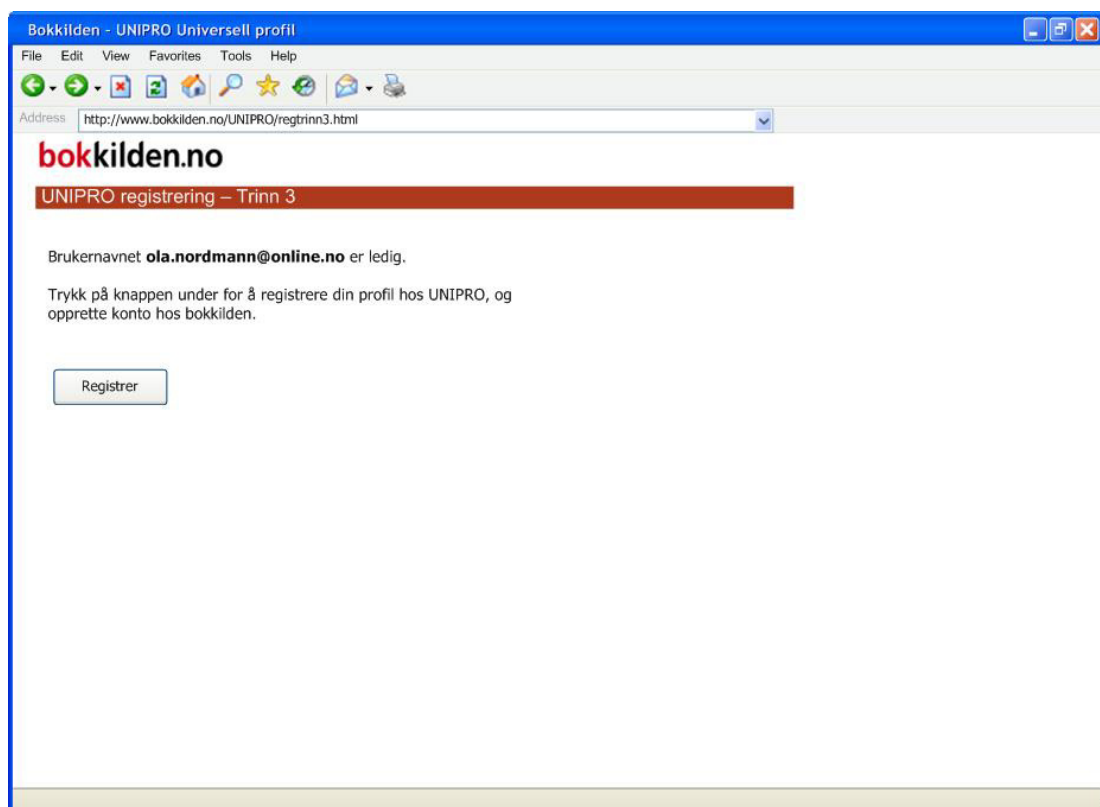 Bokkilden - UNIPRO Universell profil
File Edit View Favorites Tools Help
Address http://www.bokkilden.no/UNIPRO/regtrinn3.html
bokkilden.no
UNIPRO registrering – Trinn 3
Brukernavnet ola.nordmann@online.no er ledig.
Trykk på knappen under for å registrere din profil hos UNIPRO, og
opprette konto hos bokkilden.
Registrer